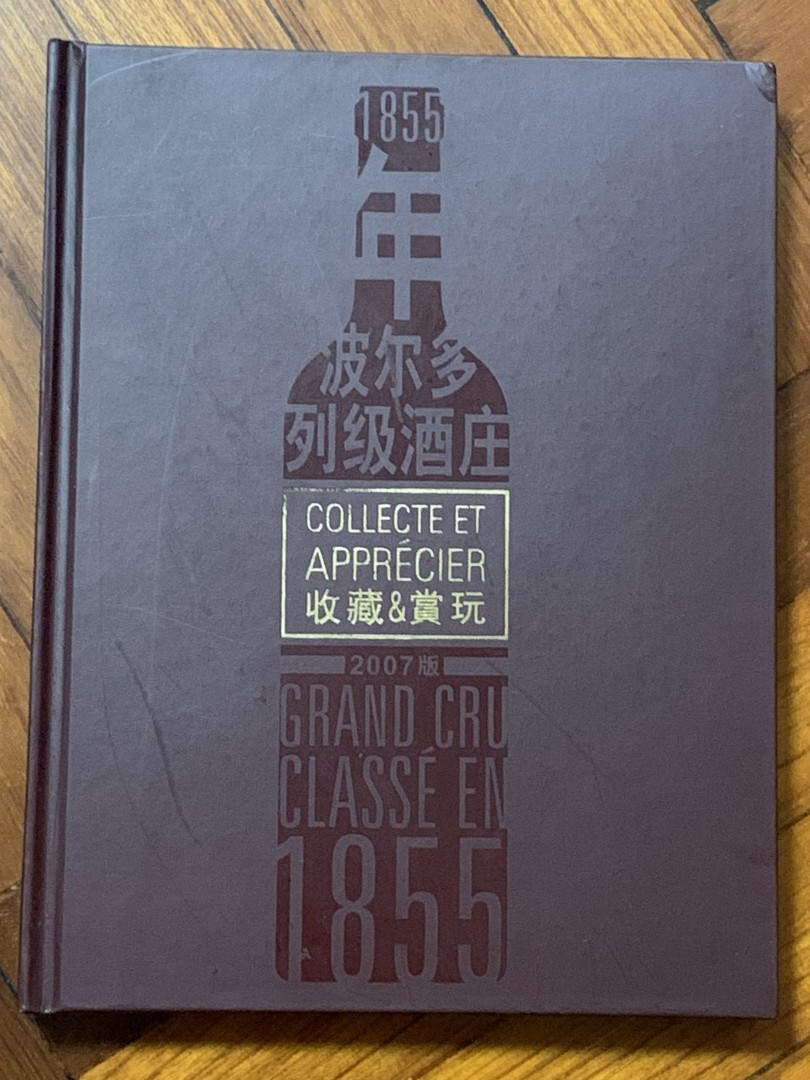 1855
年
波尔多
列级酒庄
COLLECTE ET
APPRÉCIER
收藏&賞玩
2007版
GRAND CRU
CLASSÉ EN
1855